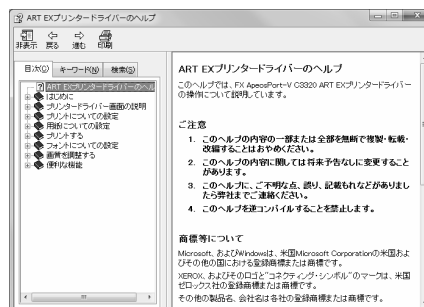 ART EXプリンタードライバーのヘルプ
非表示 戻る 進む 印刷
目次(C) キーワード(N) 検索(S)
ART EXプリンタードライバーのヘル
はじめに
プリンタードライバー画面の説明
プリントについての設定
用紙についての設定
プリントする
フォントについての設定
画質を調整する
便利な機能
ART EXプリンタードライバーのヘルプ
このヘルプでは、FX ApeosPort-V C3320 ART EXプリンタードライバー
の操作について説明しています。
ご注意
1. このヘルプの内容の一部または全部を無断で複製・転載・
改編することはおやめください。
2. このヘルプの内容に関しては将来予告なしに変更すること
があります。
3. このヘルプに、ご不明な点、誤り、記載もれなどがありまし
たら弊社までご連絡ください。
4. このヘルプを逆コンパイルすることを禁止します。
商標等について
Microsoft、およびWindowsは、米国Microsoft Corporationの米国およ
びその他の国における登録商標または商標です。
XEROX、およびそのロゴと"コネクティング・シンボル"のマークは、米国
ゼロックス社の登録商標または商標です。
その他の製品名、会社名は各社の登録商標または商標です。